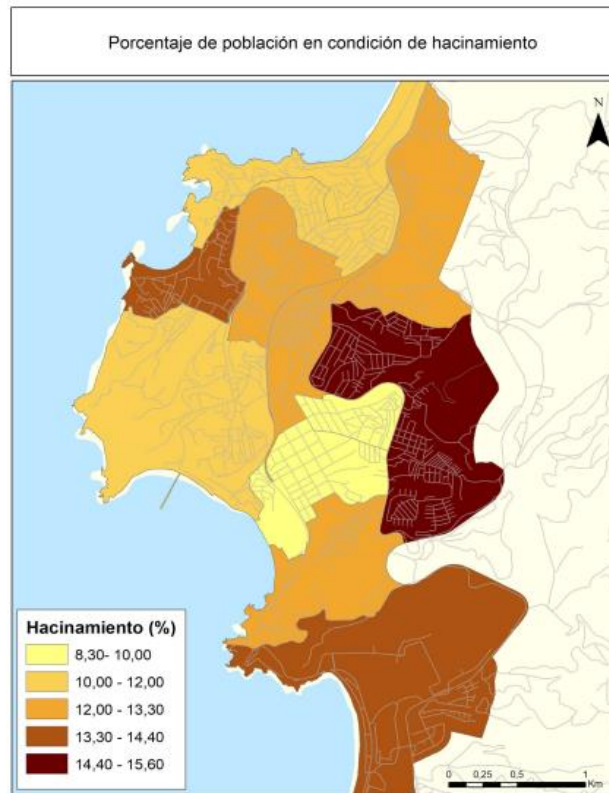 Porcentaje de población en condición de hacinamiento
N
Hacinamiento (%)
8,30- 10,00
10,00 - 12,00
12,00 - 13,30
13,30 - 14,40
14,40 - 15,60
0 0,25 0,5 1
Km